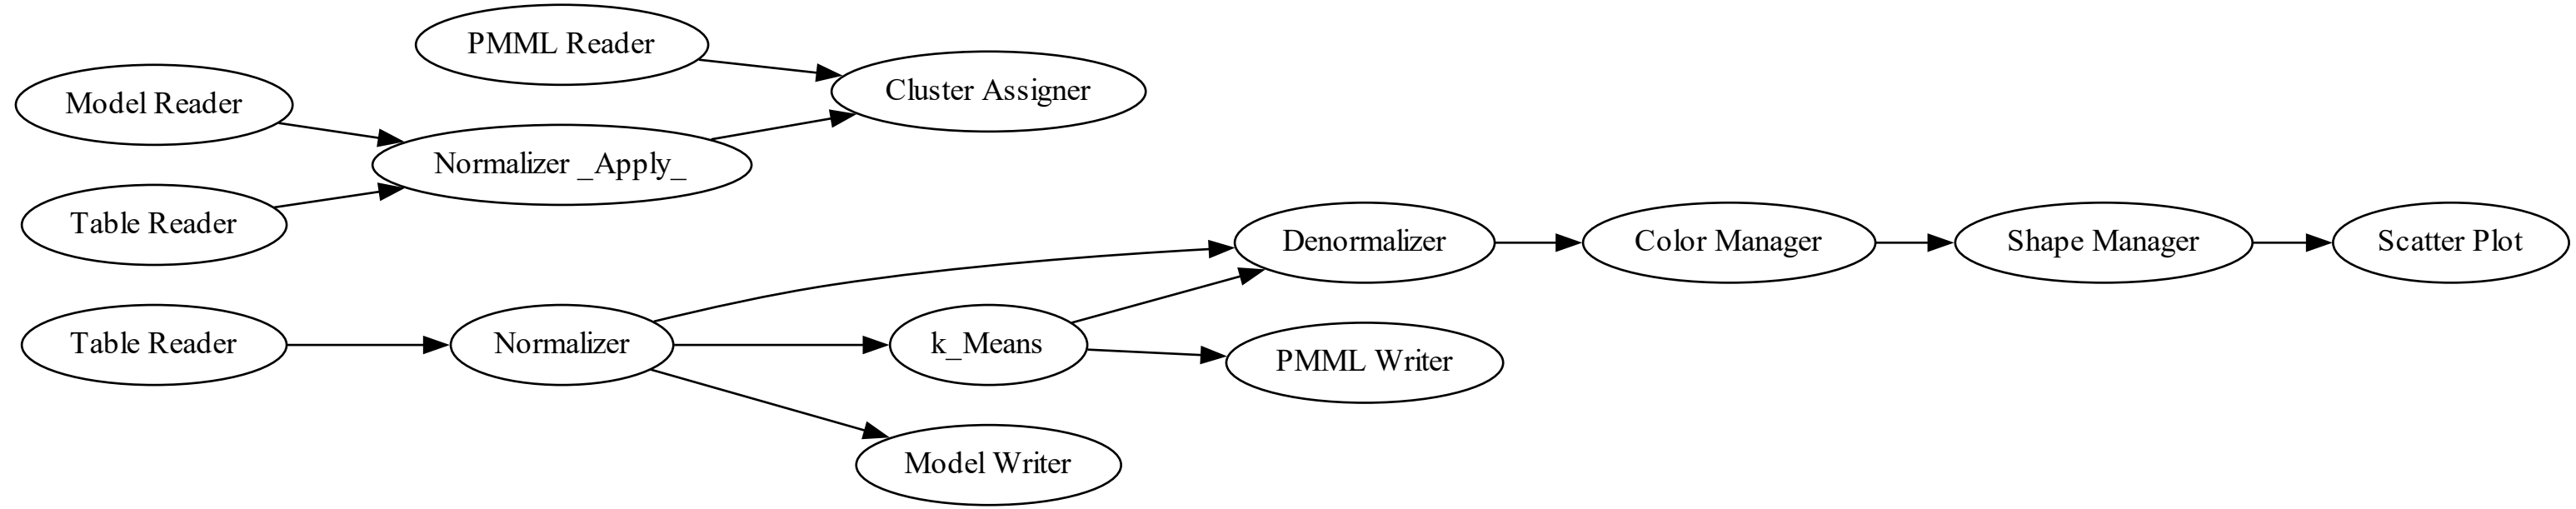 PMML Reader
Model Reader
Cluster Assigner
Normalizer _Apply_
Table Reader
Denormalizer
Color Manager
Shape Manager
Scatter Plot
Table Reader
Normalizer
k_Means
PMML Writer
Model Writer